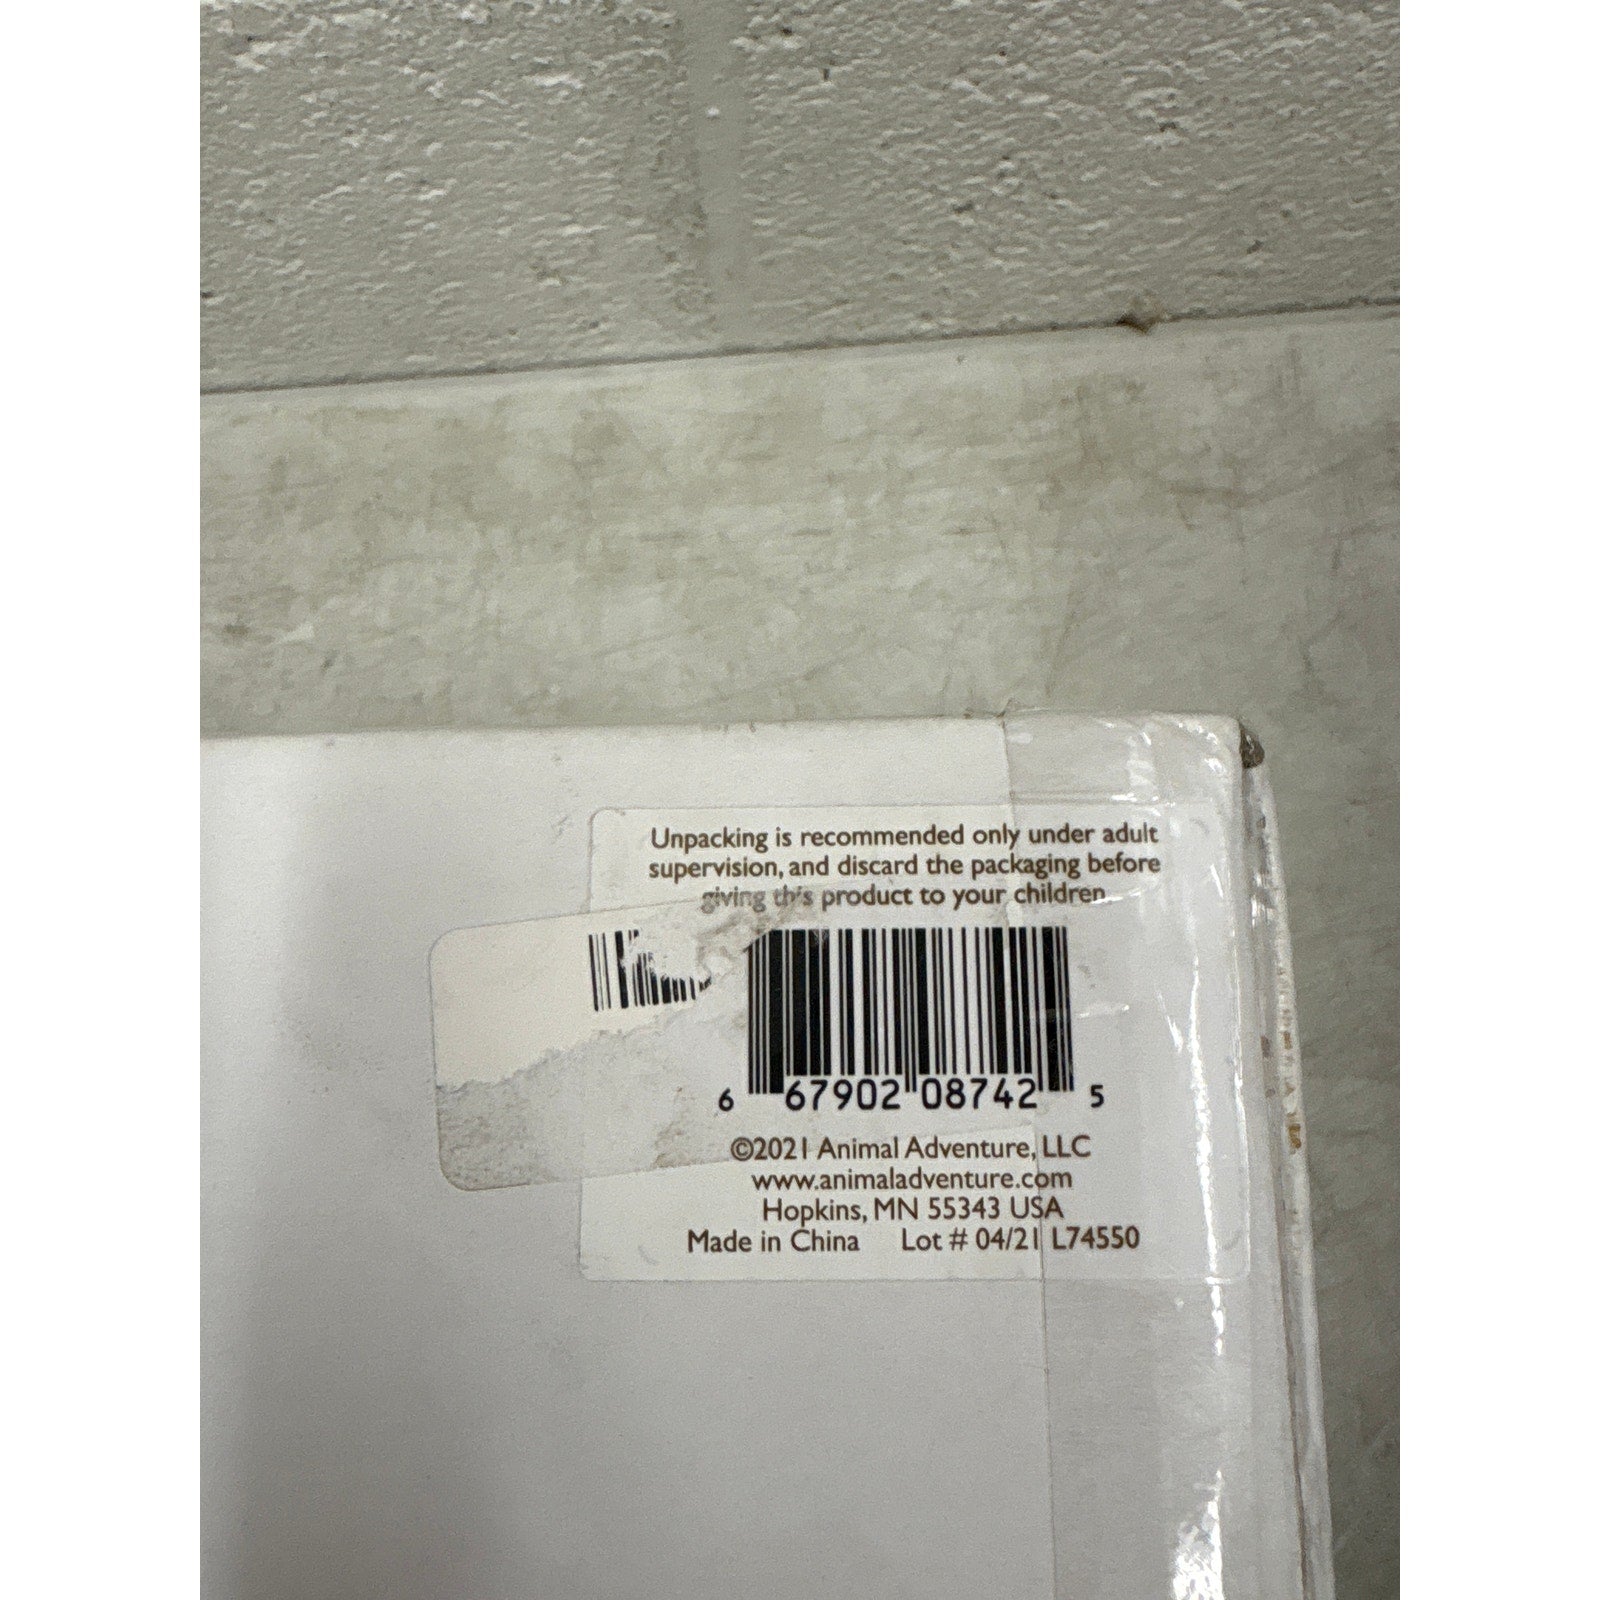 Unpacking is recommended only under adult
supervision, and discard the packaging before
giving this product to your children.
6 67902 08742 5
©2021 Animal Adventure, LLC
www.animaladventure.com
Hopkins, MN 55343 USA
Made in China Lot # 04/21 L74550